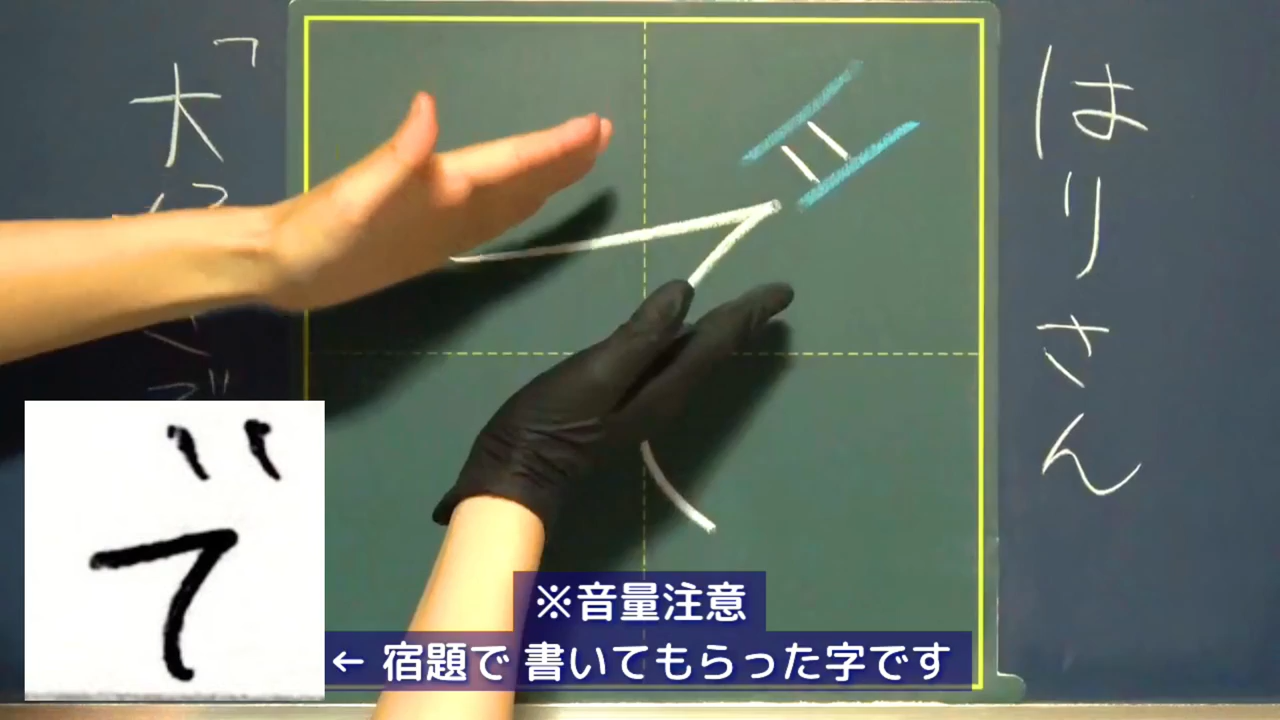 はりさん
「大
で
※音量注意
← 宿題で 書いてもらった字です